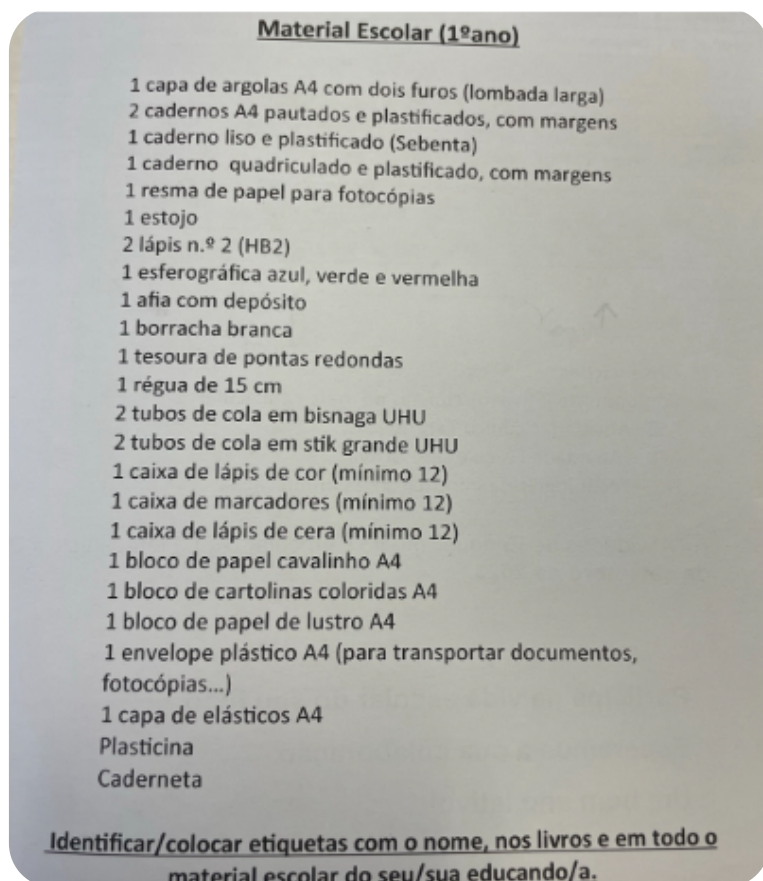 Material Escolar (1ºano)
1 capa de argolas A4 com dois furos (lombada larga)
2 cadernos A4 pautados e plastificados, com margens
1 caderno liso e plastificado (Sebenta)
1 caderno quadriculado e plastificado, com margens
1 resma de papel para fotocópias
1 estojo
2 lápis n.º 2 (HB2)
1 esferográfica azul, verde e vermelha
1 afia com depósito
1 borracha branca
1 tesoura de pontas redondas
1 régua de 15 cm
2 tubos de cola em bisnaga UHU
2 tubos de cola em stik grande UHU
1 caixa de lápis de cor (mínimo 12)
1 caixa de marcadores (mínimo 12)
1 caixa de lápis de cera (mínimo 12)
1 bloco de papel cavalinho A4
1 bloco de cartolinas coloridas A4
1 bloco de papel de lustro A4
1 envelope plástico A4 (para transportar documentos,
fotocópias...)
1 capa de elásticos A4
Plasticina
Caderneta
Identificar/colocar etiquetas com o nome, nos livros e em todo o
material escolar do seu/sua educando/a.